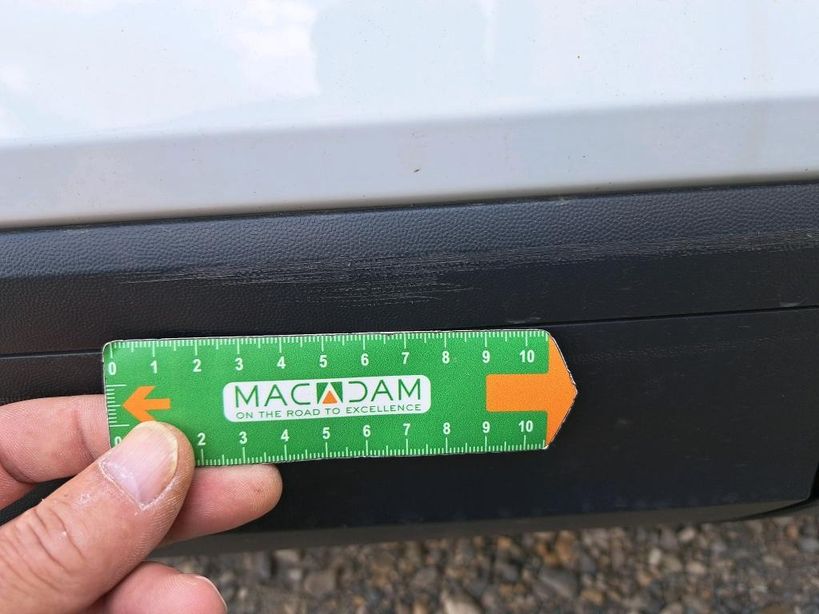 0 1 2 3 4 5 6 7 8 9 10
MACADAM
ON THE ROAD TO EXCELLENCE
0 2 3 4 5 6 7 8 9 10